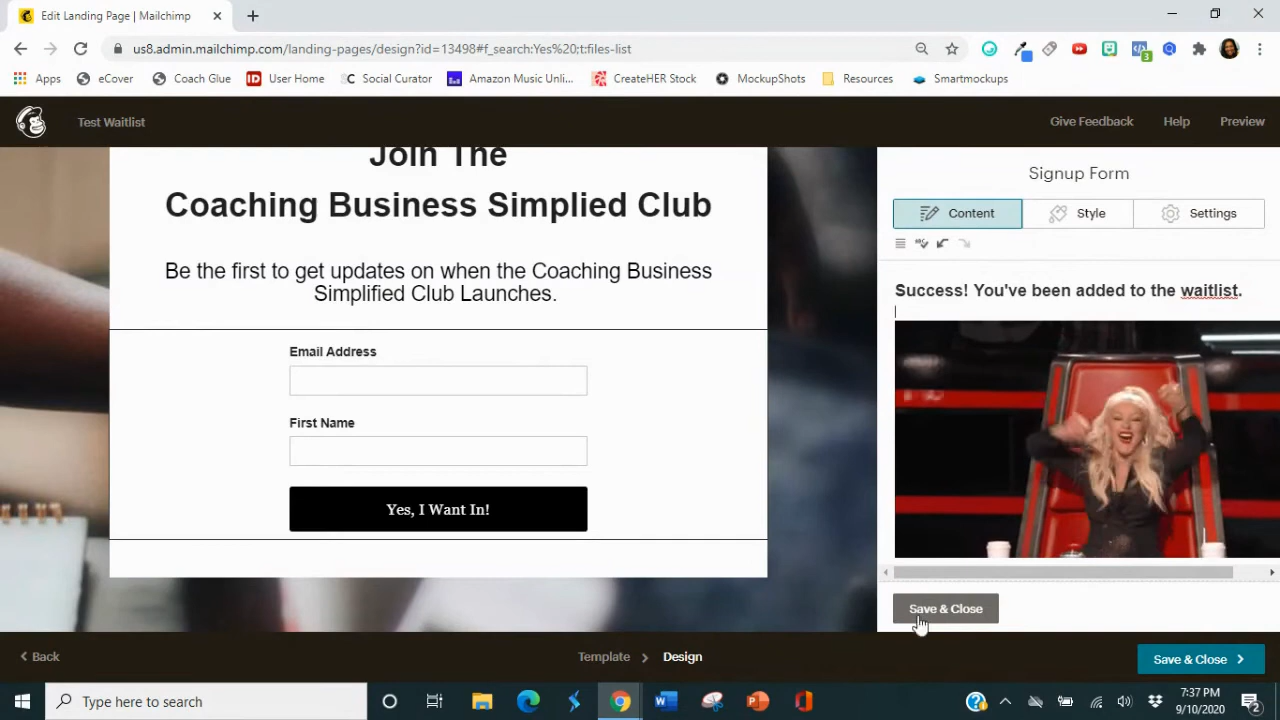 Edit Landing Page | Mailchimp
us8.admin.mailchimp.com/landing-pages/design?id=13498#f_search:Yes%20;t:files-list
3
Apps
eCover
Coach Glue
ID
User Home
Social Curator
Amazon Music Unli...
CreateHER Stock
MockupShots
Resources
Smartmockups
Test Waitlist
Give Feedback
Help
Preview
Join The
Coaching Business Simplied Club
Be the first to get updates on when the Coaching Business
Simplified Club Launches.
Email Address
First Name
Yes, I Want In!
Signup Form
Content
Style
Settings
Success! You've been added to the waitlist.
Save & Close
Back
Template
Design
Save & Close
Type here to search
7:37 PM
9/10/2020
2